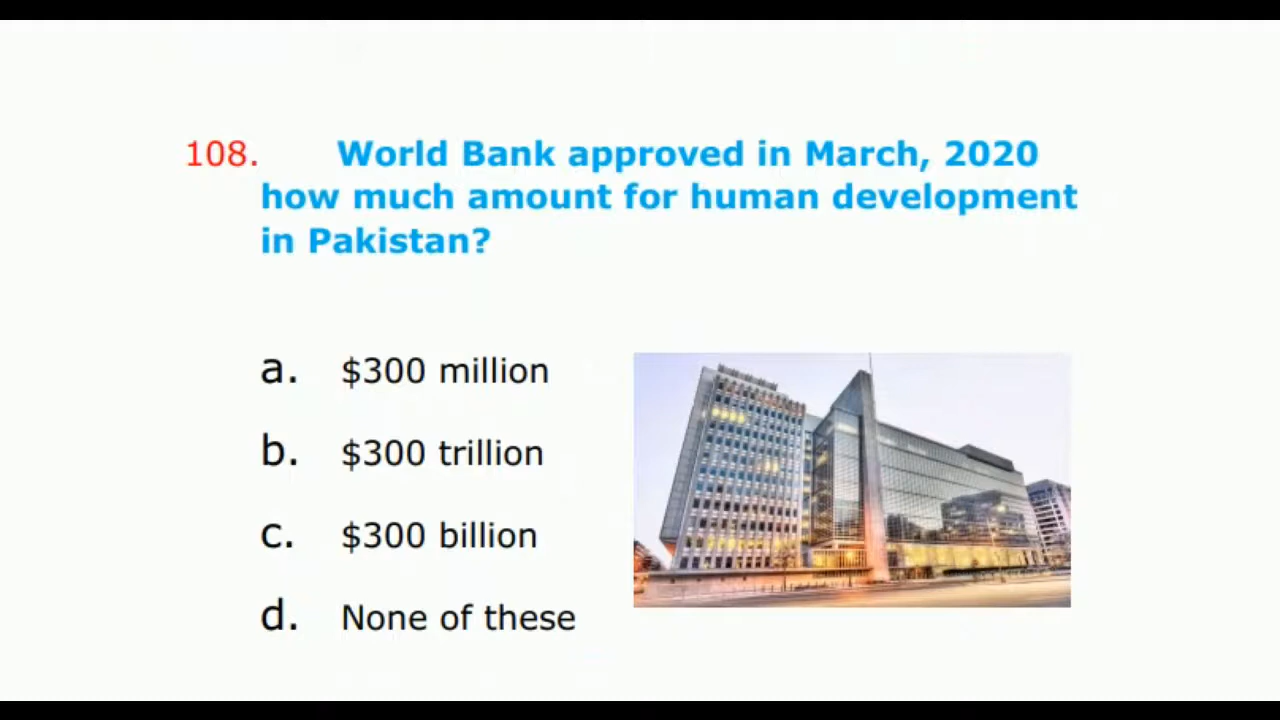 108. World Bank approved in March, 2020
how much amount for human development
in Pakistan?
a. $300 million
b. $300 trillion
c. $300 billion
d. None of these